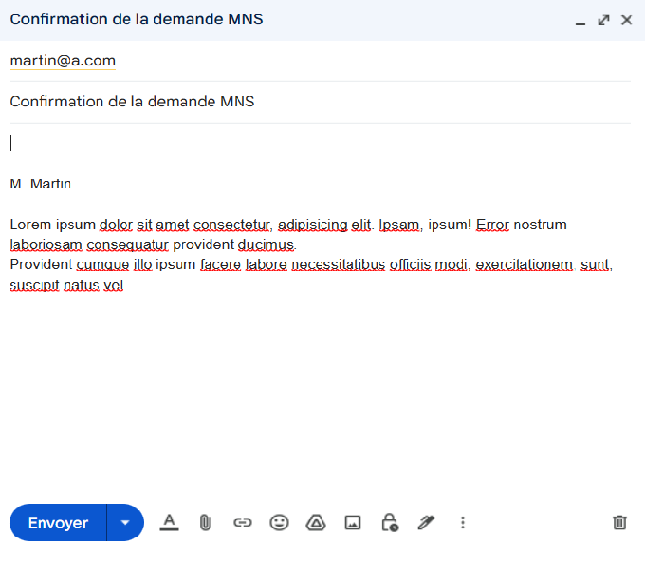 Confirmation de la demande MNS
martin@a.com
Confirmation de la demande MNS
M. Martin
Lorem ipsum dolor sit amet consectetur, adipisicing elit. Ipsam, ipsum! Error nostrum
laboriosam consequatur provident ducimus.
Provident cumque illo ipsum facere labore necessitatibus officiis modi, exercitationem, sunt,
suscipit natus vel
Envoyer